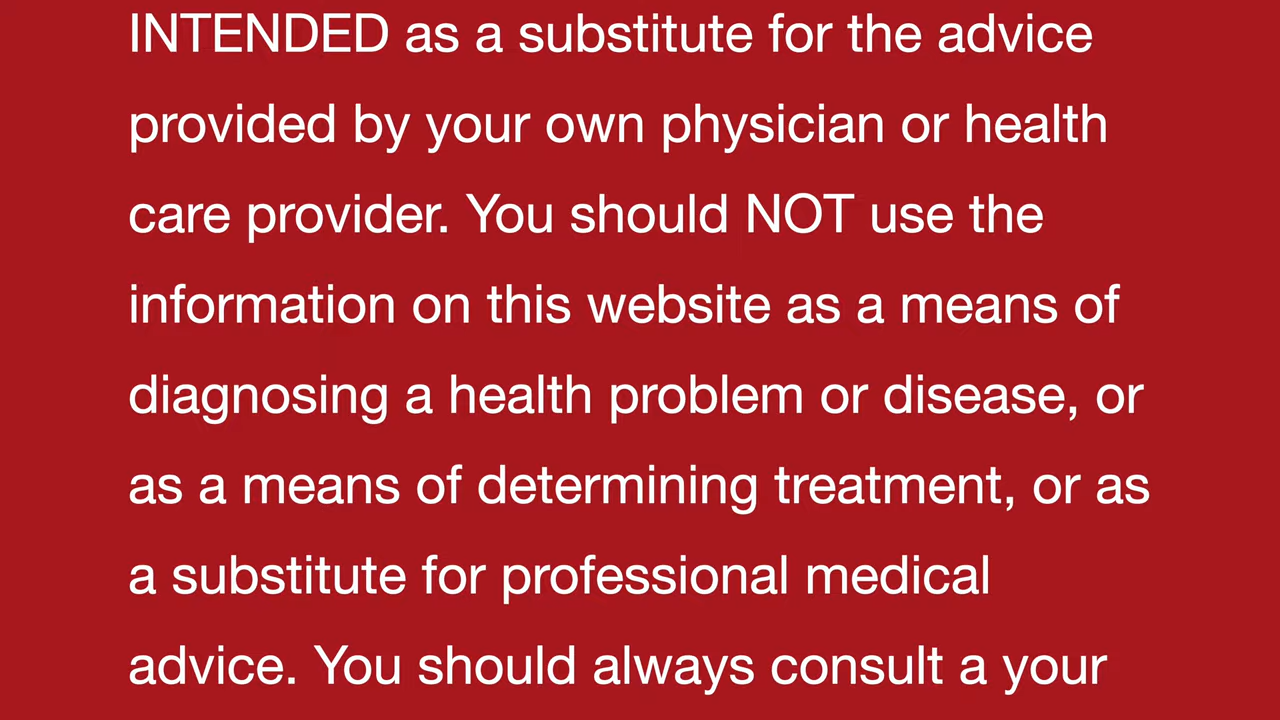 INTENDED as a substitute for the advice
provided by your own physician or health
care provider. You should NOT use the
information on this website as a means of
diagnosing a health problem or disease, or
as a means of determining treatment, or as
a substitute for professional medical
advice. You should always consult a your